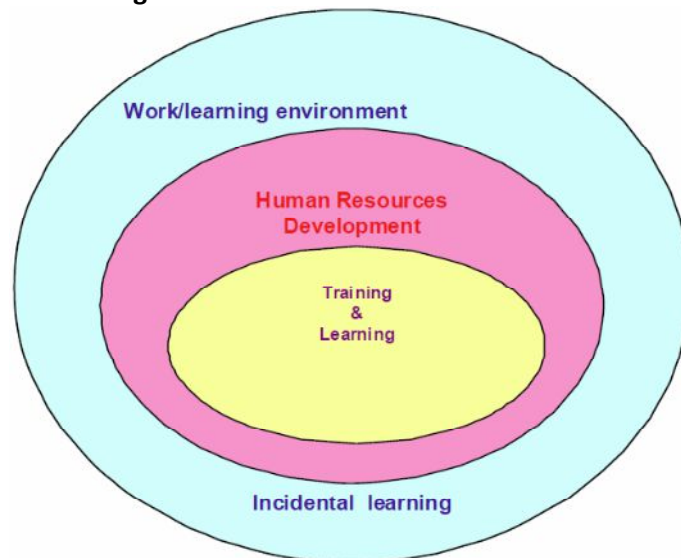 Work/learning environment
Human Resources
Development
Training
&
Learning
Incidental learning